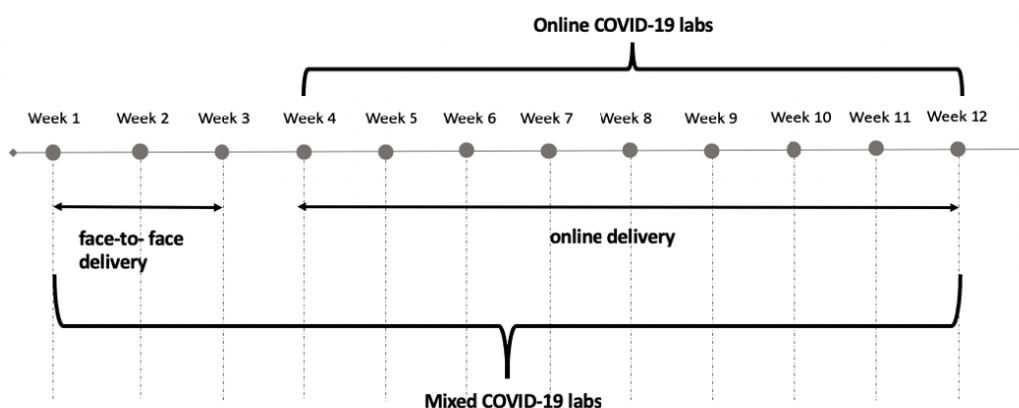 Online COVID-19 labs
Week 1 Week 2 Week 3 Week 4 Week 5 Week 6 Week 7 Week 8 Week 9 Week 10 Week 11 Week 12
face-to- face
delivery
online delivery
Mixed COVID-19 labs